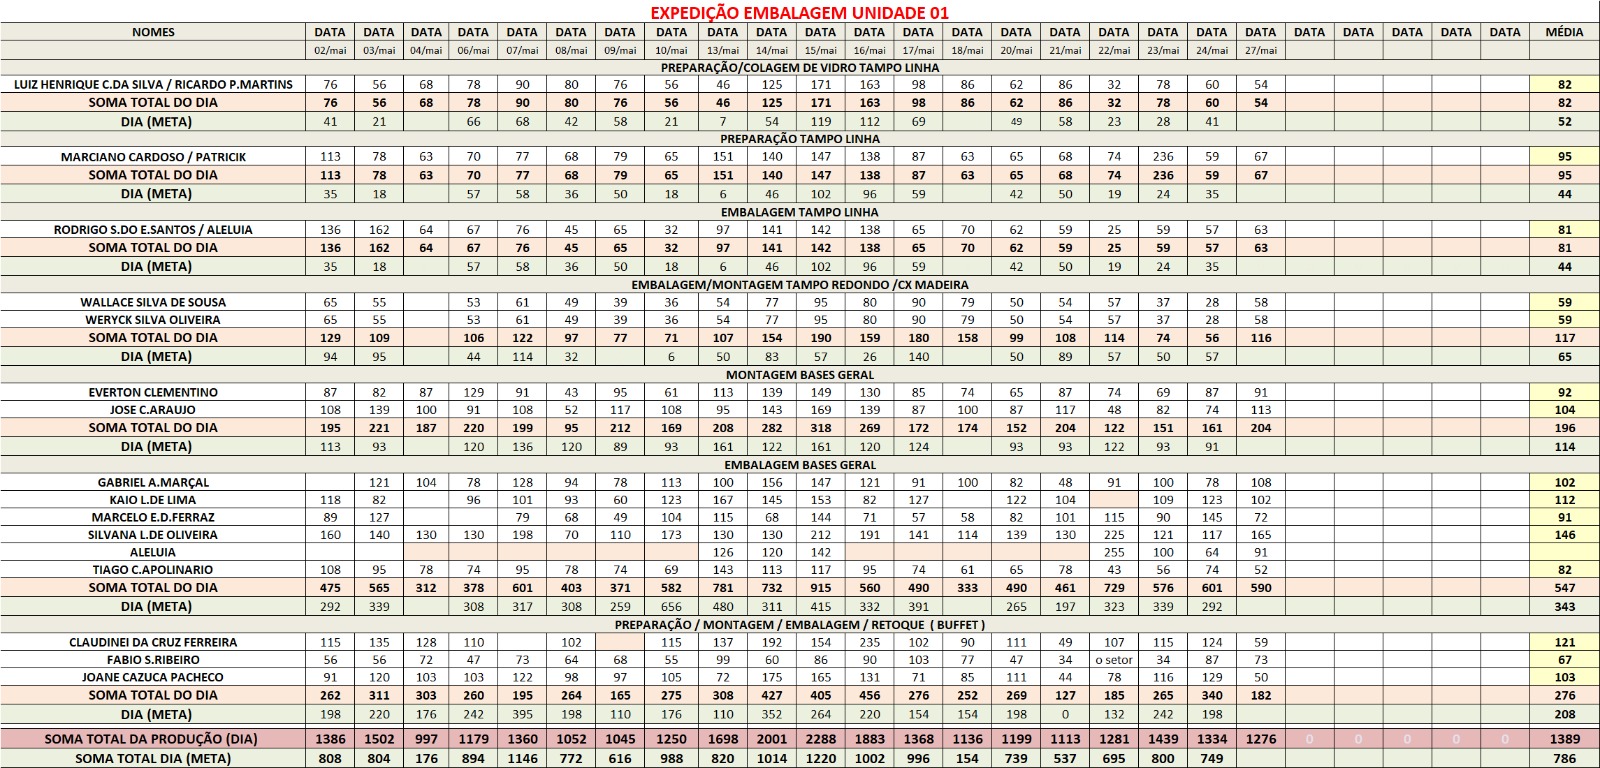 EXPEDIÇÃO EMBALAGEM UNIDADE 01
NOMES DATA DATA DATA DATA DATA DATA DATA DATA DATA DATA DATA DATA DATA DATA DATA DATA DATA DATA DATA DATA DATA DATA DATA DATA DATA MÉDIA
02/mai 03/mai 04/mai 06/mai 07/mai 08/mai 09/mai 10/mai 13/mai 14/mai 15/mai 16/mai 17/mai 18/mai 20/mai 21/mai 22/mai 23/mai 24/mai 27/mai
PREPARAÇÃO/COLAGEM DE VIDRO TAMPO LINHA
LUIZ HENRIQUE C.DA SILVA / RICARDO P.MARTINS 76 56 68 78 90 80 76 56 46 125 171 163 98 86 62 86 32 78 60 54 82
SOMA TOTAL DO DIA 76 56 68 78 90 80 76 56 46 125 171 163 98 86 62 86 32 78 60 54 82
DIA (META) 41 21 66 68 42 58 21 7 54 119 112 69 49 58 23 28 41 52
PREPARAÇÃO TAMPO LINHA
MARCIANO CARDOSO / PATRICIK 113 78 63 70 77 68 79 65 151 140 147 138 87 63 65 68 74 236 59 67 95
SOMA TOTAL DO DIA 113 78 63 70 77 68 79 65 151 140 147 138 87 63 65 68 74 236 59 67 95
DIA (META) 35 18 57 58 36 50 18 6 46 102 96 59 42 50 19 24 35 44
EMBALAGEM TAMPO LINHA
RODRIGO S.DO E.SANTOS / ALELUIA 136 162 64 67 76 45 65 32 97 141 142 138 65 70 62 59 25 59 57 63 81
SOMA TOTAL DO DIA 136 162 64 67 76 45 65 32 97 141 142 138 65 70 62 59 25 59 57 63 81
DIA (META) 35 18 57 58 36 50 18 6 46 102 96 59 42 50 19 24 35 44
EMBALAGEM/MONTAGEM TAMPO REDONDO /CX MADEIRA
WALLACE SILVA DE SOUSA 65 55 53 61 49 39 36 54 77 95 80 90 79 50 54 57 37 28 58 59
WERYCK SILVA OLIVEIRA 65 55 53 61 49 39 36 54 77 95 80 90 79 50 54 57 37 28 58 59
SOMA TOTAL DO DIA 129 109 106 122 97 77 71 107 154 190 159 180 158 99 108 114 74 56 116 117
DIA (META) 94 95 44 114 32 6 50 83 57 26 140 50 89 57 50 57 65
MONTAGEM BASES GERAL
EVERTON CLEMENTINO 87 82 87 129 91 43 95 61 113 139 149 130 85 74 65 87 74 69 87 91 92
JOSE C.ARAUJO 108 139 100 91 108 52 117 108 95 143 169 139 87 100 87 117 48 82 74 113 104
SOMA TOTAL DO DIA 195 221 187 220 199 95 212 169 208 282 318 269 172 174 152 204 122 151 161 204 196
DIA (META) 113 93 120 136 120 89 93 161 122 161 120 124 93 93 122 93 91 114
EMBALAGEM BASES GERAL
GABRIEL A.MARÇAL 121 104 78 128 94 78 113 100 156 147 121 91 100 82 48 91 100 78 108 102
KAIO L.DE LIMA 118 82 96 101 93 60 123 167 145 153 82 127 122 104 109 123 102 112
MARCELO E.D.FERRAZ 89 127 79 68 49 104 115 68 144 71 57 58 82 101 115 90 145 72 91
SILVANA L.DE OLIVEIRA 160 140 130 130 198 70 110 173 130 130 212 191 141 114 139 130 225 121 117 165 146
ALELUIA 126 120 142 255 100 64 91
TIAGO C.APOLINARIO 108 95 78 74 95 78 74 69 143 113 117 95 74 61 65 78 43 56 74 52 82
SOMA TOTAL DO DIA 475 565 312 378 601 403 371 582 781 732 915 560 490 333 490 461 729 576 601 590 547
DIA (META) 292 339 308 317 308 259 656 480 311 415 332 391 265 197 323 339 292 343
PREPARAÇÃO / MONTAGEM / EMBALAGEM / RETOQUE ( BUFFET )
CLAUDINEI DA CRUZ FERREIRA 115 135 128 110 102 115 137 192 154 235 102 90 111 49 107 115 124 59 121
FABIO S.RIBEIRO 56 56 72 47 73 64 68 55 99 60 86 90 103 77 47 34 o setor 34 87 73 67
JOANE CAZUCA PACHECO 91 120 103 103 122 98 97 105 72 175 165 131 71 85 111 44 78 116 129 50 103
SOMA TOTAL DO DIA 262 311 303 260 195 264 165 275 308 427 405 456 276 252 269 127 185 265 340 182 276
DIA (META) 198 220 176 242 395 198 110 176 110 352 264 220 154 154 198 0 132 242 198 208
SOMA TOTAL DA PRODUÇÃO (DIA) 1386 1502 997 1179 1360 1052 1045 1250 1698 2001 2288 1883 1368 1136 1199 1113 1281 1439 1334 1276 0 0 0 0 0 1389
SOMA TOTAL DIA (META) 808 804 176 894 1146 772 616 988 820 1014 1220 1002 996 154 739 537 695 800 749 786